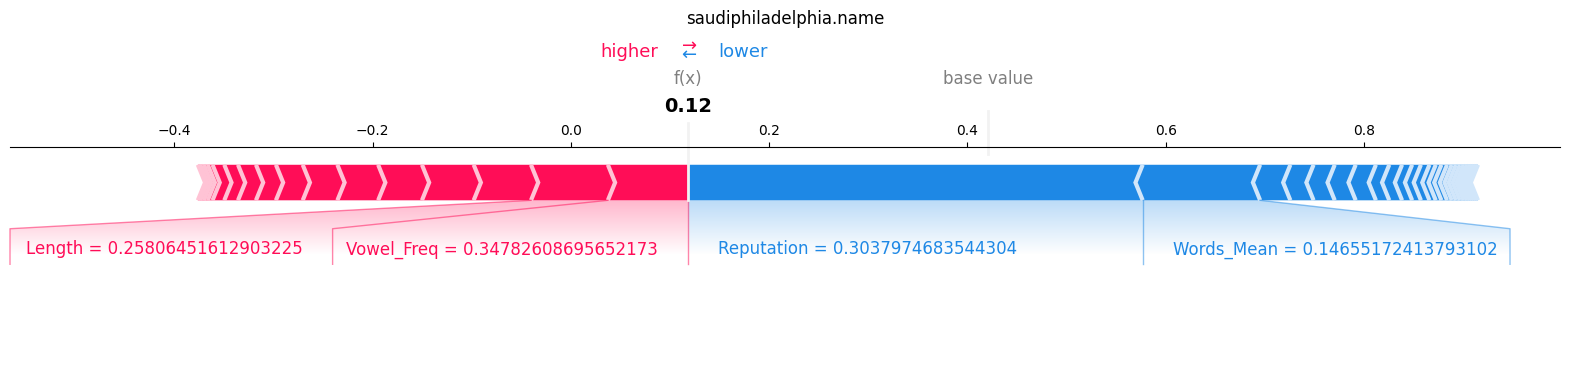 saudiphiladelphia.name
higher ⇄ lower
f(x) base value
0.12
−0.4 −0.2 0.0 0.2 0.4 0.6 0.8
Length = 0.25806451612903225 Vowel_Freq = 0.34782608695652173 Reputation = 0.3037974683544304 Words_Mean = 0.14655172413793102